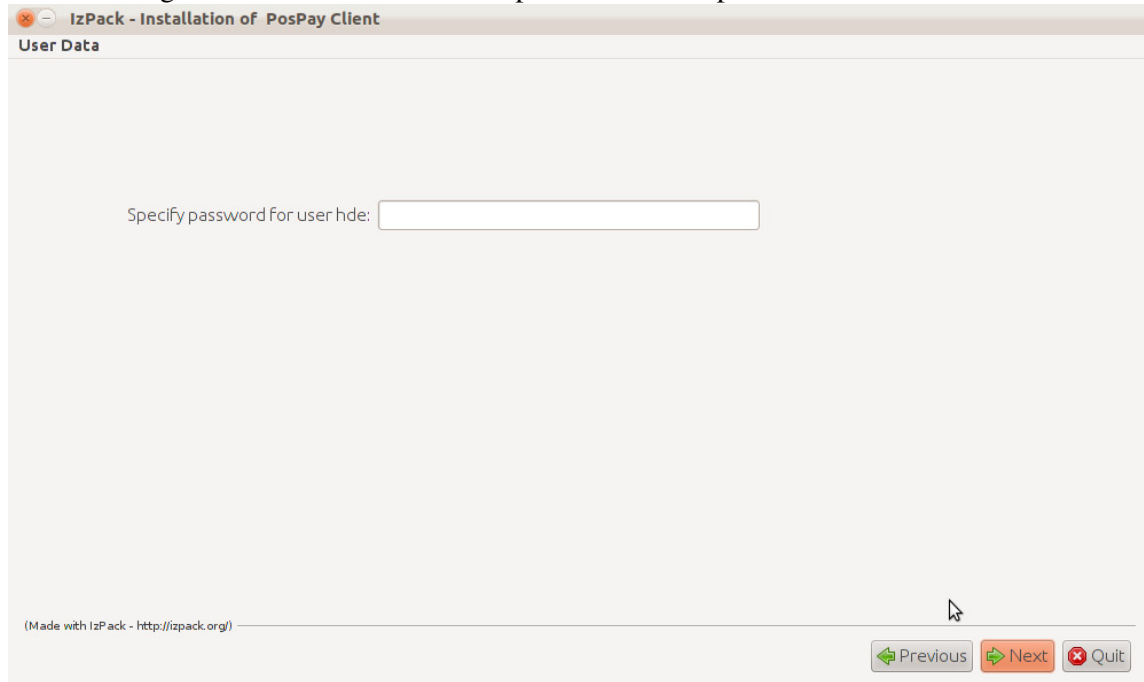 IzPack - Installation of PosPay Client
User Data
Specify password for user hde:
(Made with IzPack - http://izpack.org/)
Previous Next Quit